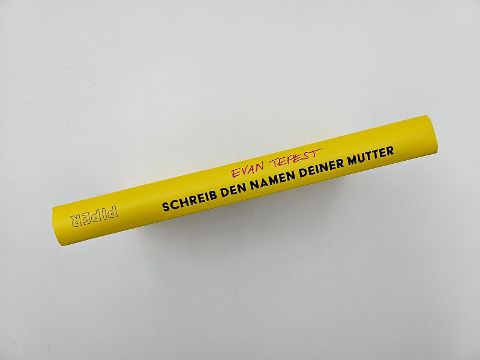 EVAN TEPEST
SCHREIB DEN NAMEN DEINER MUTTER
PIPER